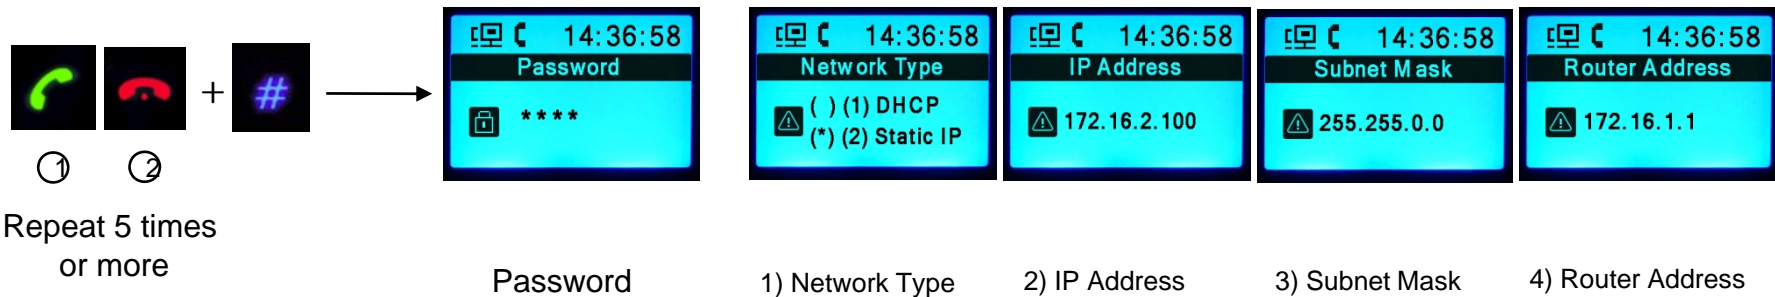 1
2
Repeat 5 times
or more
+
#
14:36:58
Password
****
Password
14:36:58
Network Type
( ) (1) DHCP
(*) (2) Static IP
1) Network Type
14:36:58
IP Address
172.16.2.100
2) IP Address
14:36:58
Subnet Mask
255.255.0.0
3) Subnet Mask
14:36:58
Router Address
172.16.1.1
4) Router Address